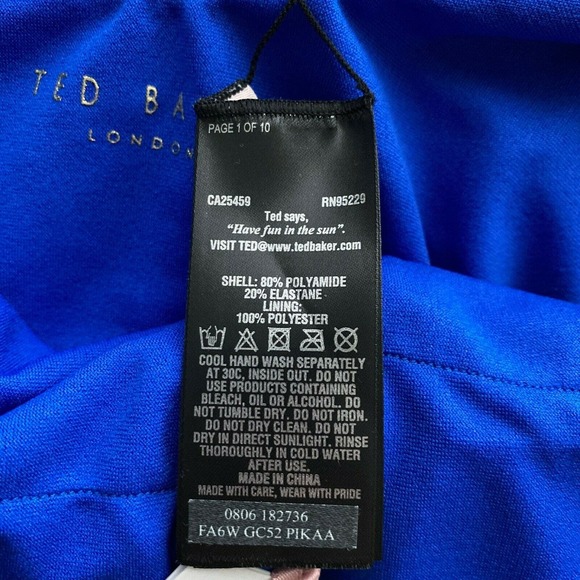 TED BA
LONDON
PAGE 1 OF 10
CA25459 RN95229
Ted says,
"Have fun in the sun".
VISIT TED@www.tedbaker.com
SHELL: 80% POLYAMIDE
20% ELASTANE
LINING:
100% POLYESTER
COOL HAND WASH SEPARATELY
AT 30C, INSIDE OUT. DO NOT
USE PRODUCTS CONTAINING
BLEACH, OIL OR ALCOHOL. DO
NOT TUMBLE DRY. DO NOT IRON.
DO NOT DRY CLEAN. DO NOT
DRY IN DIRECT SUNLIGHT. RINSE
THOROUGHLY IN COLD WATER
AFTER USE.
MADE IN CHINA
MADE WITH CARE, WEAR WITH PRIDE
0806 182736
FA6W GC52 PIKAA